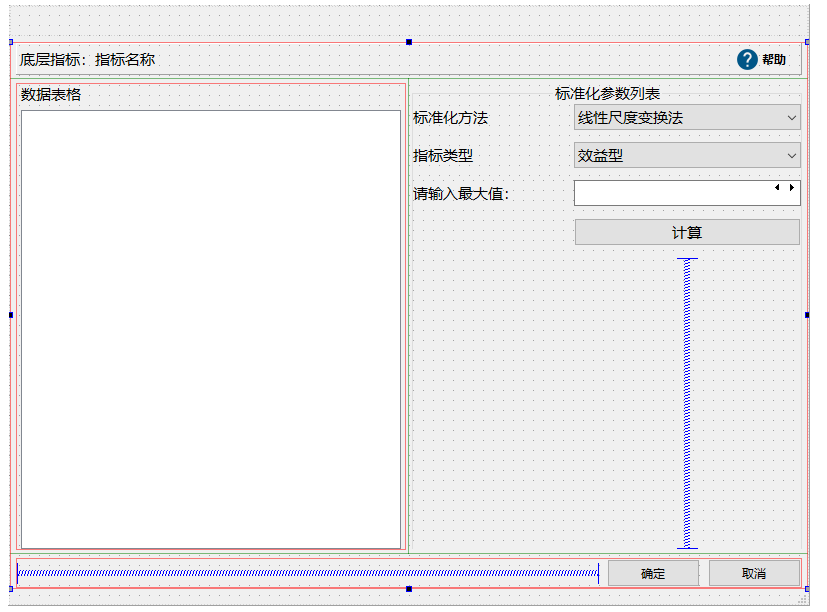 底层指标：指标名称
帮助
数据表格
标准化参数列表
标准化方法
线性尺度变换法
指标类型
效益型
请输入最大值：
计算
确定
取消